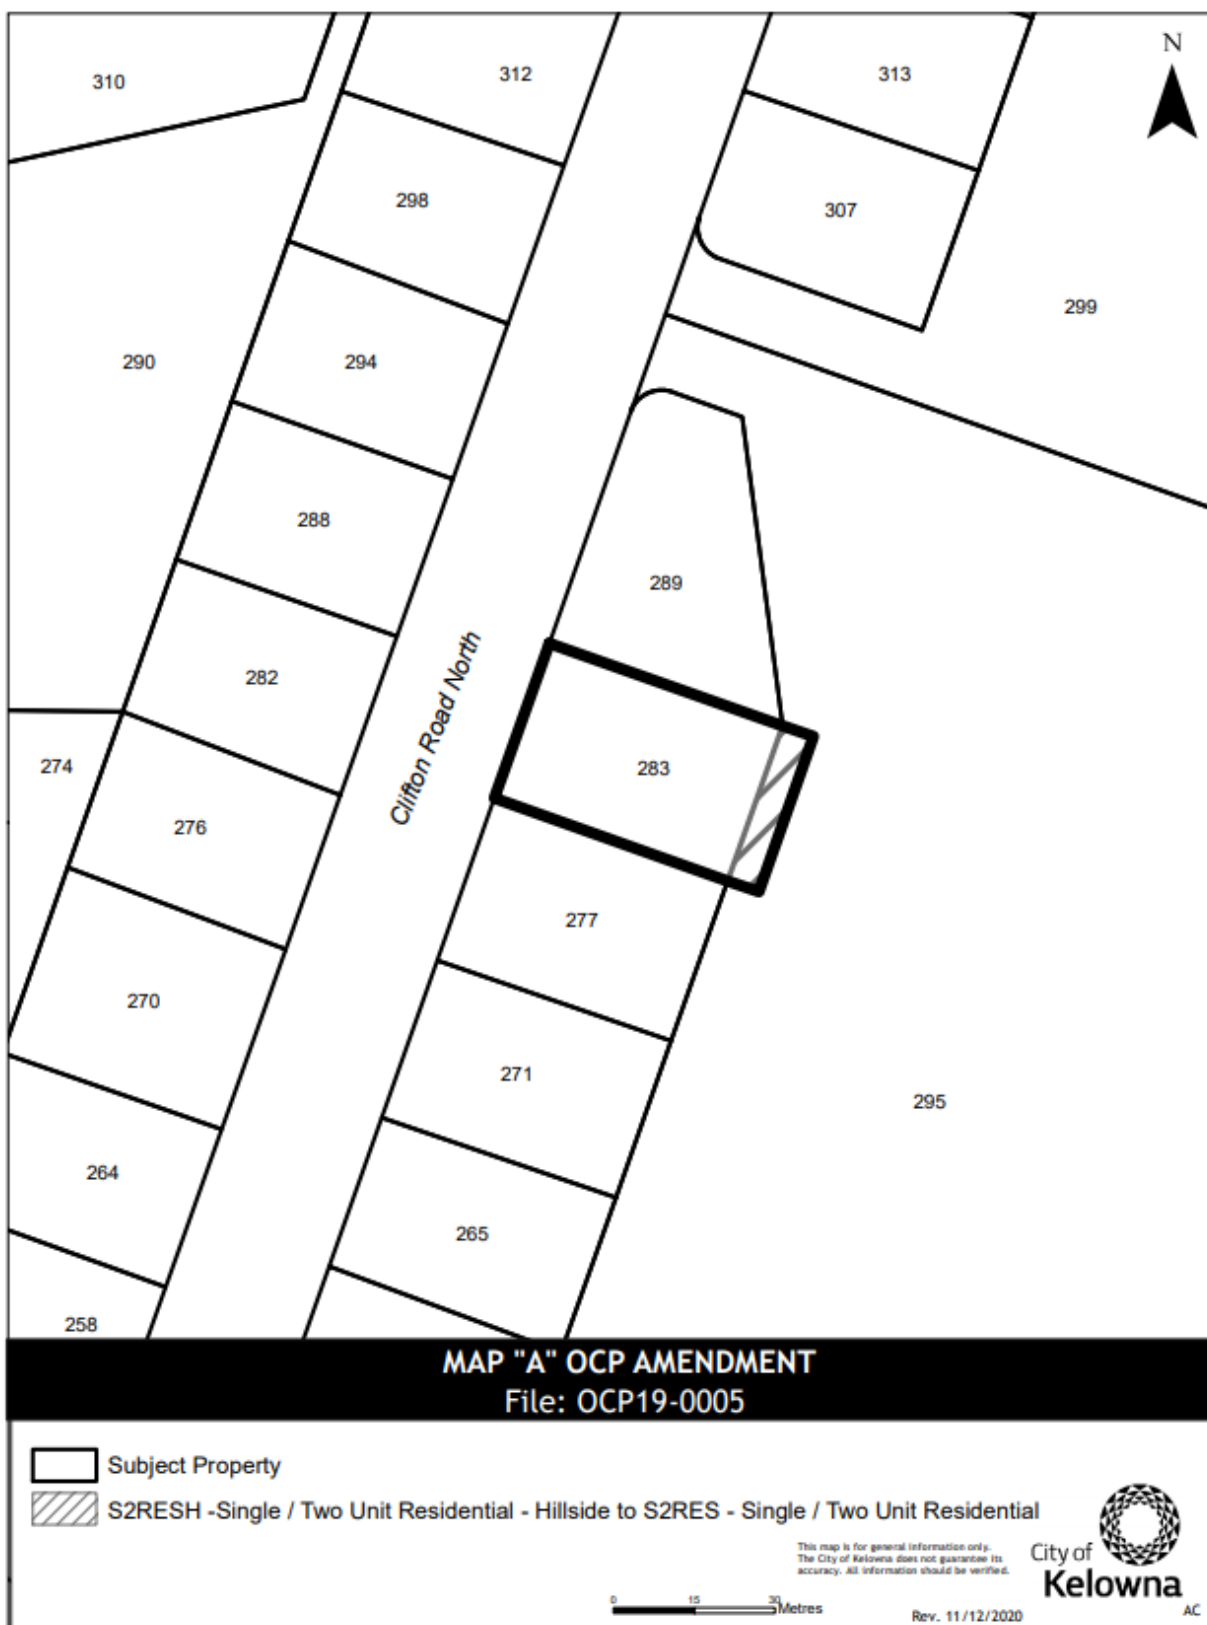 310
312
313
N
298
307
299
290
294
288
289
282
Clifton Road North
274
283
276
277
270
271
295
264
265
258
MAP "A" OCP AMENDMENT
File: OCP19-0005
Subject Property
S2RESH -Single / Two Unit Residential - Hillside to S2RES - Single / Two Unit Residential
This map is for general information only.
The City of Kelowna does not guarantee its
accuracy. All information should be verified.
City of
Kelowna
0 15 30 Metres
Rev. 11/12/2020
AC